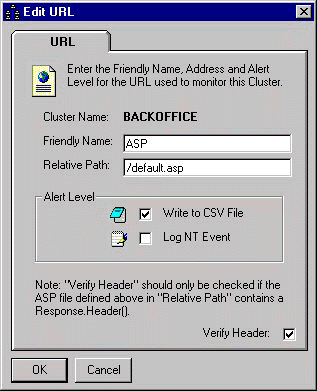 Edit URL
URL
Enter the Friendly Name, Address and Alert
Level for the URL used to monitor this Cluster.
Cluster Name: BACKOFFICE
Friendly Name: ASP
Relative Path: /default.asp
Alert Level
Write to CSV File
Log NT Event
Note: "Verify Header" should only be checked if the
ASP file defined above in "Relative Path" contains a
Response.Header().
Verify Header:
OK Cancel